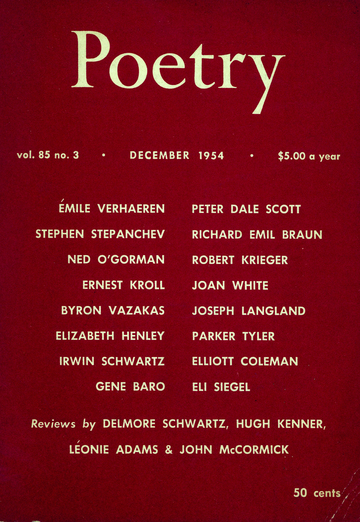 Poetry
vol. 85 no. 3 • DECEMBER 1954 • $5.00 a year
ÉMILE VERHAEREN PETER DALE SCOTT
STEPHEN STEPANCHEV RICHARD EMIL BRAUN
NED O'GORMAN ROBERT KRIEGER
ERNEST KROLL JOAN WHITE
BYRON VAZAKAS JOSEPH LANGLAND
ELIZABETH HENLEY PARKER TYLER
IRWIN SCHWARTZ ELLIOTT COLEMAN
GENE BARO ELI SIEGEL
Reviews by DELMORE SCHWARTZ, HUGH KENNER,
LÉONIE ADAMS & JOHN McCORMICK
50 cents